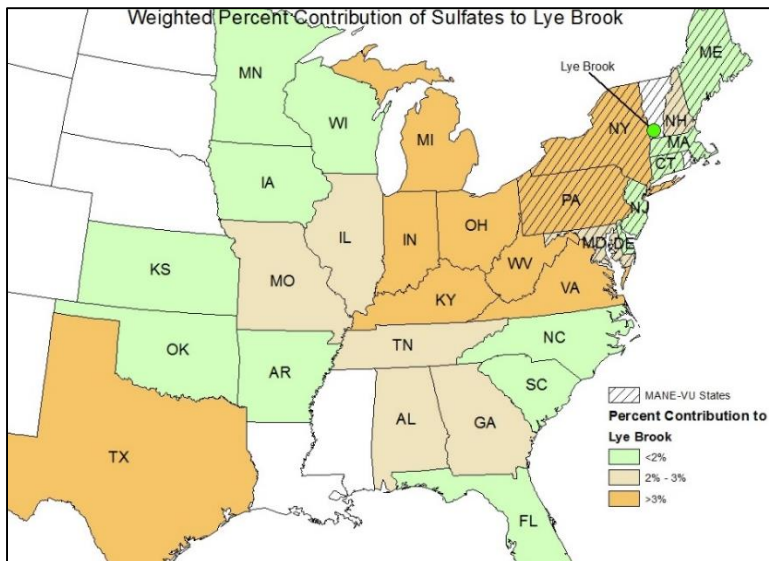 Weighted Percent Contribution of Sulfates to Lye Brook
ME
MN
Lye Brook
WI
NH
NY
MA
MI
CT
IA
PA
NJ
OH
IL
IN
MD DE
WV
KS
MO
VA
KY
NC
TN
OK
AR
SC
MANE-VU States
Percent Contribution to
Lye Brook
AL
GA
<2%
TX
2% - 3%
>3%
FL